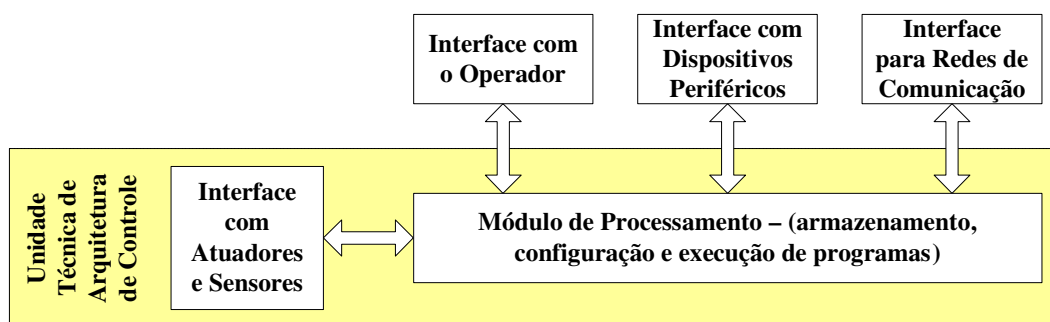 Interface com
o Operador
Interface com
Dispositivos
Periféricos
Interface
para Redes de
Comunicação
Unidade
Técnica de
Arquitetura
de Controle
Interface
com
Atuadores
e Sensores
Módulo de Processamento – (armazenamento,
configuração e execução de programas)